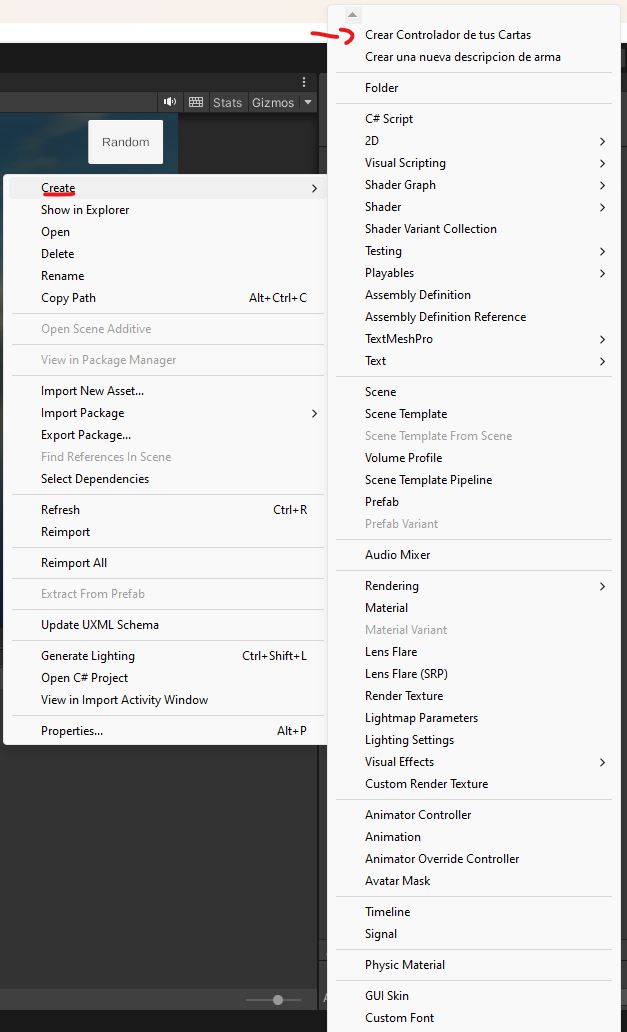 Stats
Gizmos
Random
Create
Show in Explorer
Open
Delete
Rename
Copy Path Alt+Ctrl+C
Open Scene Additive
View in Package Manager
Import New Asset...
Import Package
Export Package...
Find References In Scene
Select Dependencies
Refresh Ctrl+R
Reimport
Reimport All
Extract From Prefab
Update UXML Schema
Generate Lighting Ctrl+Shift+L
Open C# Project
View in Import Activity Window
Properties... Alt+P
Crear Controlador de tus Cartas
Crear una nueva descripcion de arma
Folder
C# Script
2D
Visual Scripting
Shader Graph
Shader
Shader Variant Collection
Testing
Playables
Assembly Definition
Assembly Definition Reference
TextMeshPro
Text
Scene
Scene Template
Scene Template From Scene
Volume Profile
Scene Template Pipeline
Prefab
Prefab Variant
Audio Mixer
Rendering
Material
Material Variant
Lens Flare
Lens Flare (SRP)
Render Texture
Lightmap Parameters
Lighting Settings
Visual Effects
Custom Render Texture
Animator Controller
Animation
Animator Override Controller
Avatar Mask
Timeline
Signal
Physic Material
GUI Skin
Custom Font